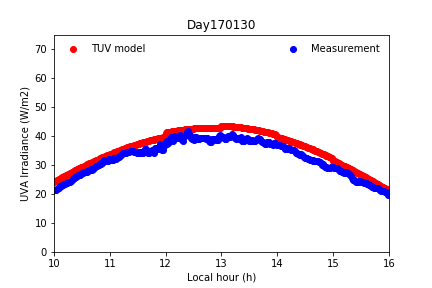 Day170130
TUV model
Measurement
UVA Irradiance (W/m2)
70
60
50
40
30
20
10
0
10 11 12 13 14 15 16
Local hour (h)